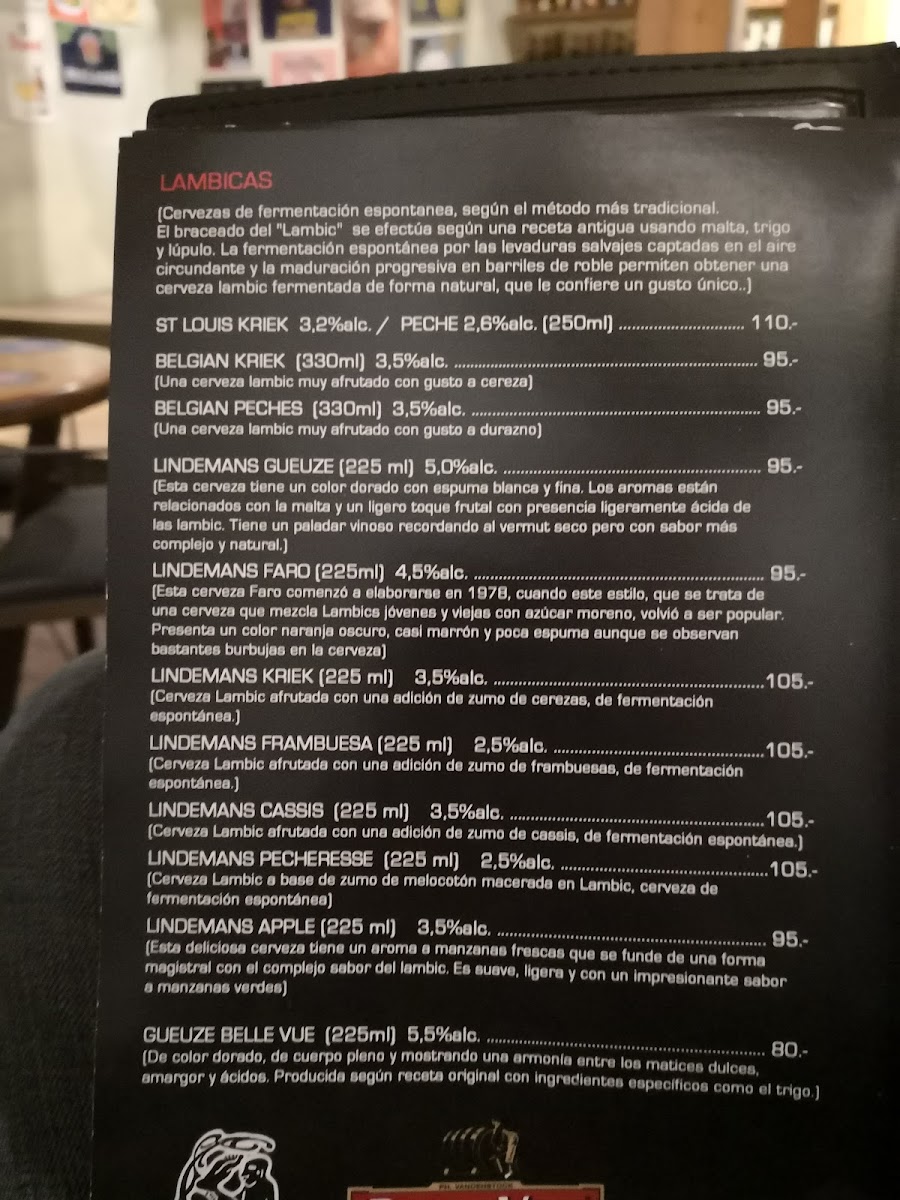 LAMBICAS
(Cervezas de fermentación espontanea, según el método más tradicional.
El braceado del "Lambic" se efectúa según una receta antigua usando malta, trigo
y lúpulo. La fermentación espontánea por las levaduras salvajes captadas en el aire
circundante y la maduración progresiva en barriles de roble permiten obtener una
cerveza lambic fermentada de forma natural, que le confiere un gusto único..)
ST LOUIS KRIEK 3,2%alc. / PECHE 2,6%alc. (250ml) ............................... 110.-
BELGIAN KRIEK (330ml) 3,5%alc. ........................................................................ 95.-
(Una cerveza lambic muy afrutado con gusto a cereza)
BELGIAN PECHES (330ml) 3,5%alc. .................................................................... 95.-
(Una cerveza lambic muy afrutado con gusto a durazno)
LINDEMANS GUEUZE (225 ml) 5,0%alc. ............................................................. 95.-
(Esta cerveza tiene un color dorado con espuma blanca y fina. Los aromas están
relacionados con la malta y un ligero toque frutal con presencia ligeramente ácida de
las lambic. Tiene un paladar vinoso recordando al vermut seco pero con sabor más
complejo y natural.)
LINDEMANS FARO (225ml) 4,5%alc. .................................................................... 95.-
(Esta cerveza Faro comenzó a elaborarse en 1978, cuando este estilo, que se trata de
una cerveza que mezcla Lambics jóvenes y viejas con azúcar moreno, volvió a ser popular.
Presenta un color naranja oscuro, casi marrón y poca espuma aunque se observan
bastantes burbujas en la cerveza)
LINDEMANS KRIEK (225 ml) 3,5%alc. ................................................................105.-
(Cerveza Lambic afrutada con una adición de zumo de cerezas, de fermentación
espontánea.)
LINDEMANS FRAMBUESA (225 ml) 2,5%alc. ..................................................105.-
(Cerveza Lambic afrutada con una adición de zumo de frambuesas, de fermentación
espontánea.)
LINDEMANS CASSIS (225 ml) 3,5%alc. ............................................................105.-
(Cerveza Lambic afrutada con una adición de zumo de cassis, de fermentación espontánea.)
LINDEMANS PECHERESSE (225 ml) 2,5%alc. .................................................105.-
(Cerveza Lambic a base de zumo de melocotón macerada en Lambic, cerveza de
fermentación espontánea)
LINDEMANS APPLE (225 ml) 3,5%alc. ............................................................... 95.-
(Esta deliciosa cerveza tiene un aroma a manzanas frescas que se funde de una forma
magistral con el complejo sabor del lambic. Es suave, ligera y con un impresionante sabor
a manzanas verdes)
GUEUZE BELLE VUE (225ml) 5,5%alc. ................................................................ 80.-
(De color dorado, de cuerpo pleno y mostrando una armonía entre los matices dulces,
amargor y ácidos. Producida según receta original con ingredientes específicos como el trigo.)
PH. VANDENSTOCK